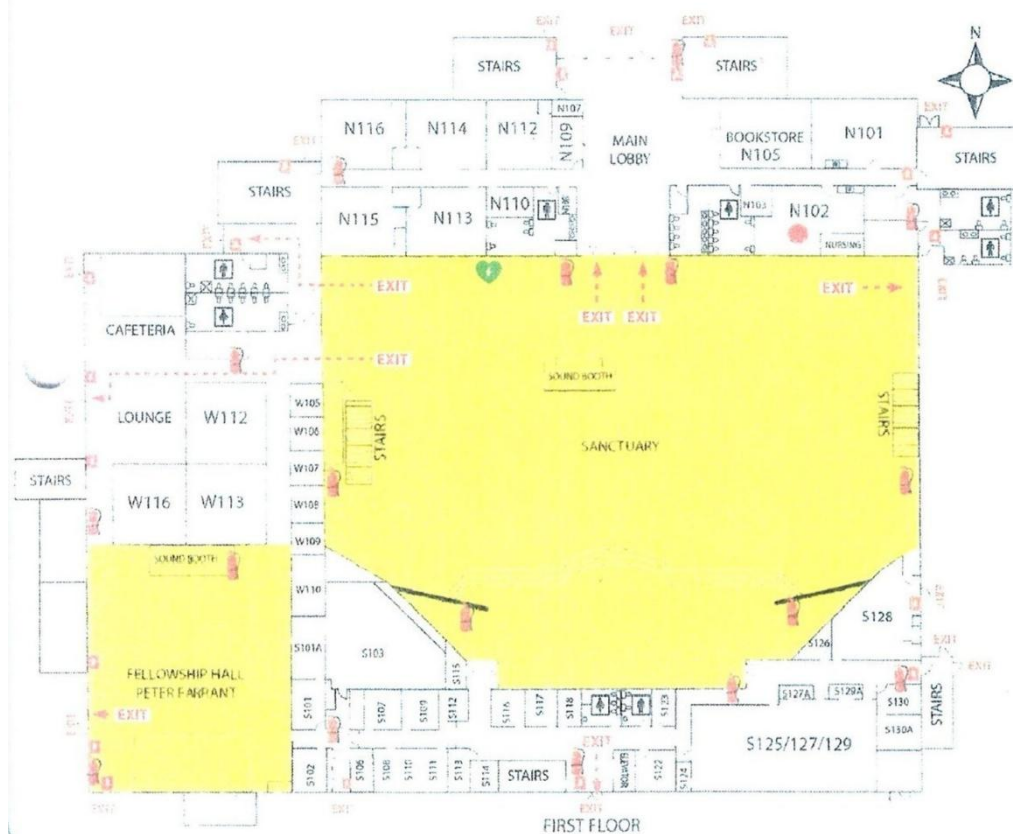 EXIT
EXIT
EXIT
N
STAIRS
STAIRS
N107
EXIT
N116
N114
N112
N109
MAIN
LOBBY
BOOKSTORE
N105
N101
EXIT
STAIRS
STAIRS
N115
N113
N110
N103
N102
NURSING
EXIT
EXIT
EXIT
EXIT
EXIT
CAFETERIA
EXIT
SOUND BOOTH
LOUNGE
W112
W105
W106
STAIRS
STAIRS
SANCTUARY
W107
STAIRS
W116
W113
W108
W109
SOUND BOOTH
W110
S128
S101A
S103
S126
EXIT
S115
FELLOWSHIP HALL
PETER FARRANT
S127A
S129A
S130
STAIRS
S101
S107
S109
S112
S116
S117
S118
S123
EXIT
S130A
EXIT
S125/127/129
S102
S106
S108
S110
S111
S113
S114
STAIRS
ELEVATOR
S122
S124
FIRST FLOOR